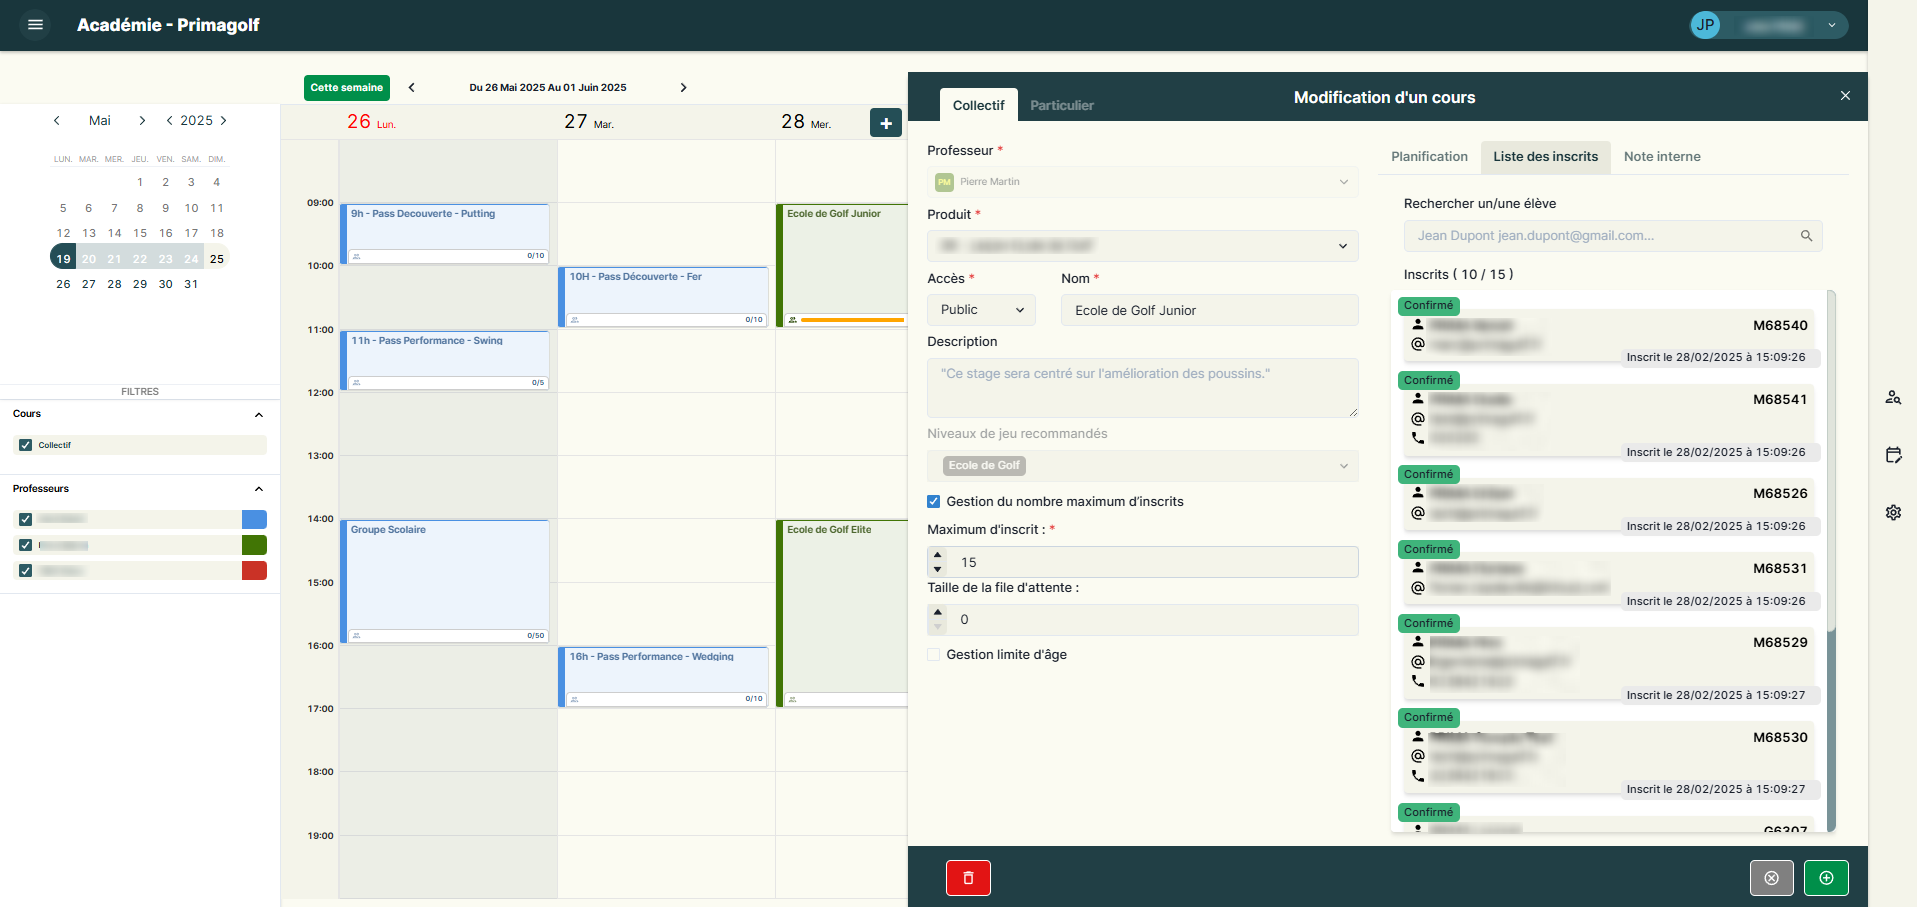 Académie - Primagolf
JP
Cette semaine
Du 26 Mai 2025 Au 01 Juin 2025
Mai
2025
LUN. MAR. MER. JEU. VEN. SAM. DIM.
1 2 3 4
5 6 7 8 9 10 11
12 13 14 15 16 17 18
19 20 21 22 23 24 25
26 27 28 29 30 31
FILTRES
Cours
Collectif
Professeurs
26 Lun.
27 Mar.
28 Mer.
+
09:00
10:00
11:00
12:00
13:00
14:00
15:00
16:00
17:00
18:00
19:00
9h - Pass Decouverte - Putting
0/10
11h - Pass Performance - Swing
0/5
Groupe Scolaire
0/50
10H - Pass Découverte - Fer
0/10
16h - Pass Performance - Wedging
0/10
Ecole de Golf Junior
Ecole de Golf Elite
Collectif
Particulier
Modification d'un cours
Professeur *
PM Pierre Martin
Produit *
Accès *
Nom *
Public
Ecole de Golf Junior
Description
"Ce stage sera centré sur l'amélioration des poussins."
Niveaux de jeu recommandés
Ecole de Golf
Gestion du nombre maximum d'inscrits
Maximum d'inscrit : *
15
Taille de la file d'attente :
0
Gestion limite d'âge
Planification
Liste des inscrits
Note interne
Rechercher un/une élève
Jean Dupont jean.dupont@gmail.com...
Inscrits ( 10 / 15 )
Confirmé
M68540
Inscrit le 28/02/2025 à 15:09:26
Confirmé
M68541
Inscrit le 28/02/2025 à 15:09:26
Confirmé
M68526
Inscrit le 28/02/2025 à 15:09:26
Confirmé
M68531
Inscrit le 28/02/2025 à 15:09:26
Confirmé
M68529
Inscrit le 28/02/2025 à 15:09:27
Confirmé
M68530
Inscrit le 28/02/2025 à 15:09:27
Confirmé
G6307